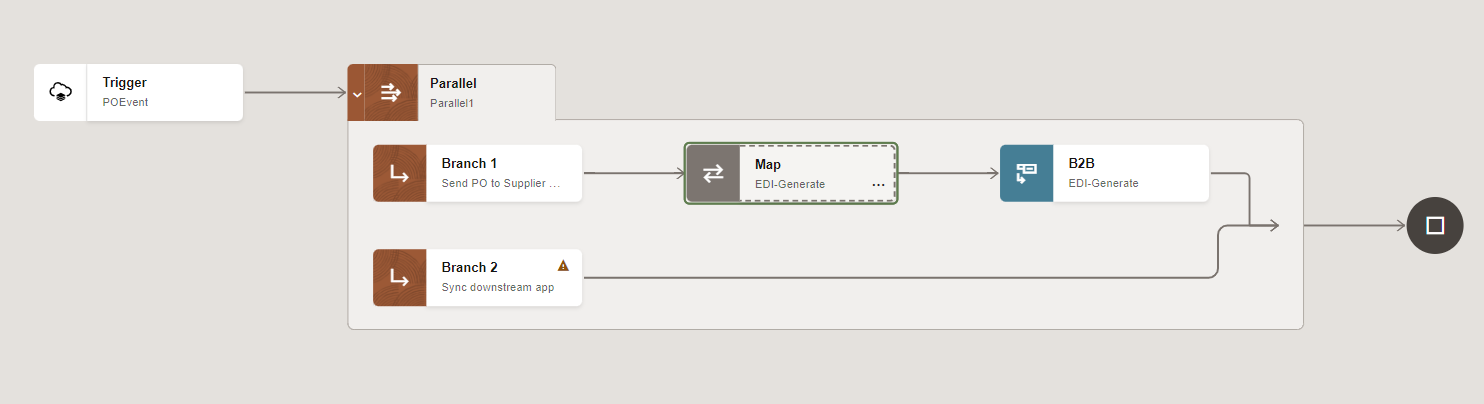 Trigger
POEvent
Parallel
Parallel1
Branch 1
Send PO to Supplier ...
Map
EDI-Generate
...
B2B
EDI-Generate
Branch 2
Sync downstream app